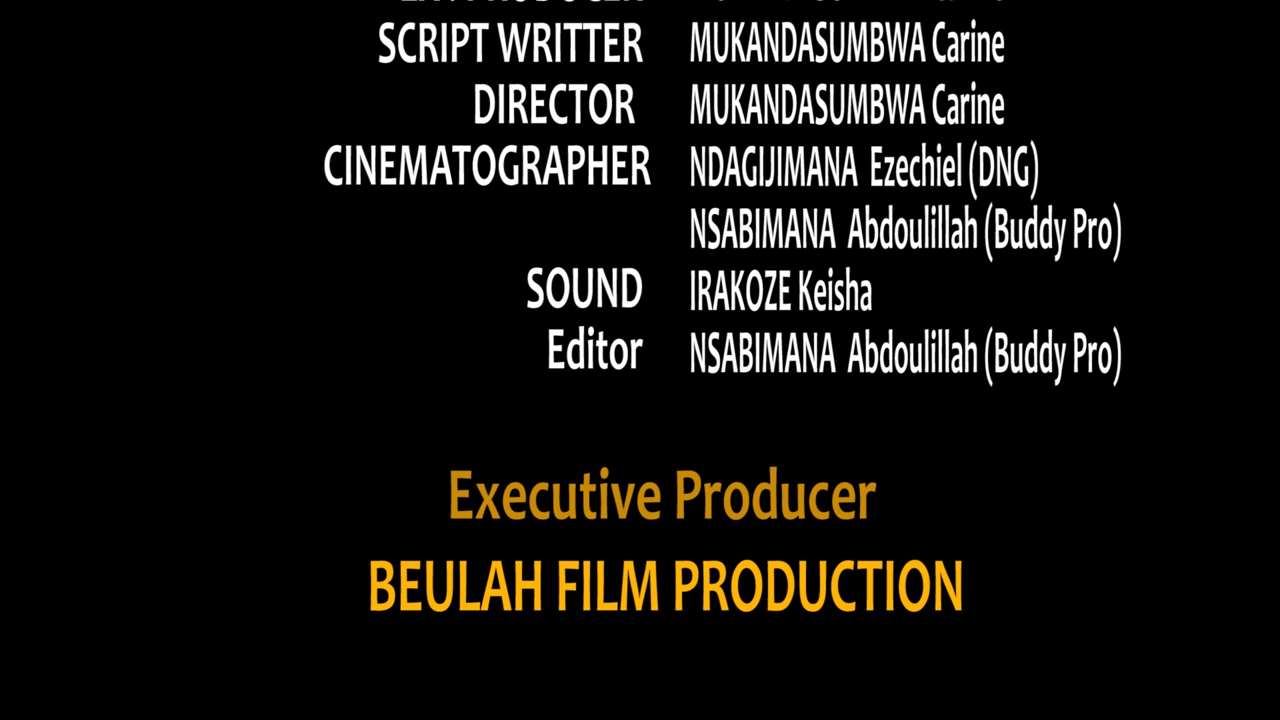 SCRIPT WRITTER MUKANDASUMBWA Carine
DIRECTOR MUKANDASUMBWA Carine
CINEMATOGRAPHER NDAGIJIMANA Ezechiel (DNG)
NSABIMANA Abdoulillah (Buddy Pro)
SOUND IRAKOZE Keisha
Editor NSABIMANA Abdoulillah (Buddy Pro)
Executive Producer
BEULAH FILM PRODUCTION